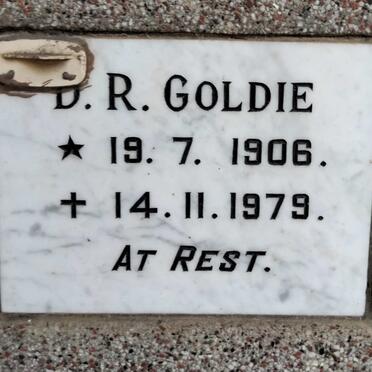 D. R. GOLDIE
★ 19. 7. 1906.
✝ 14. 11. 1979.
AT REST.